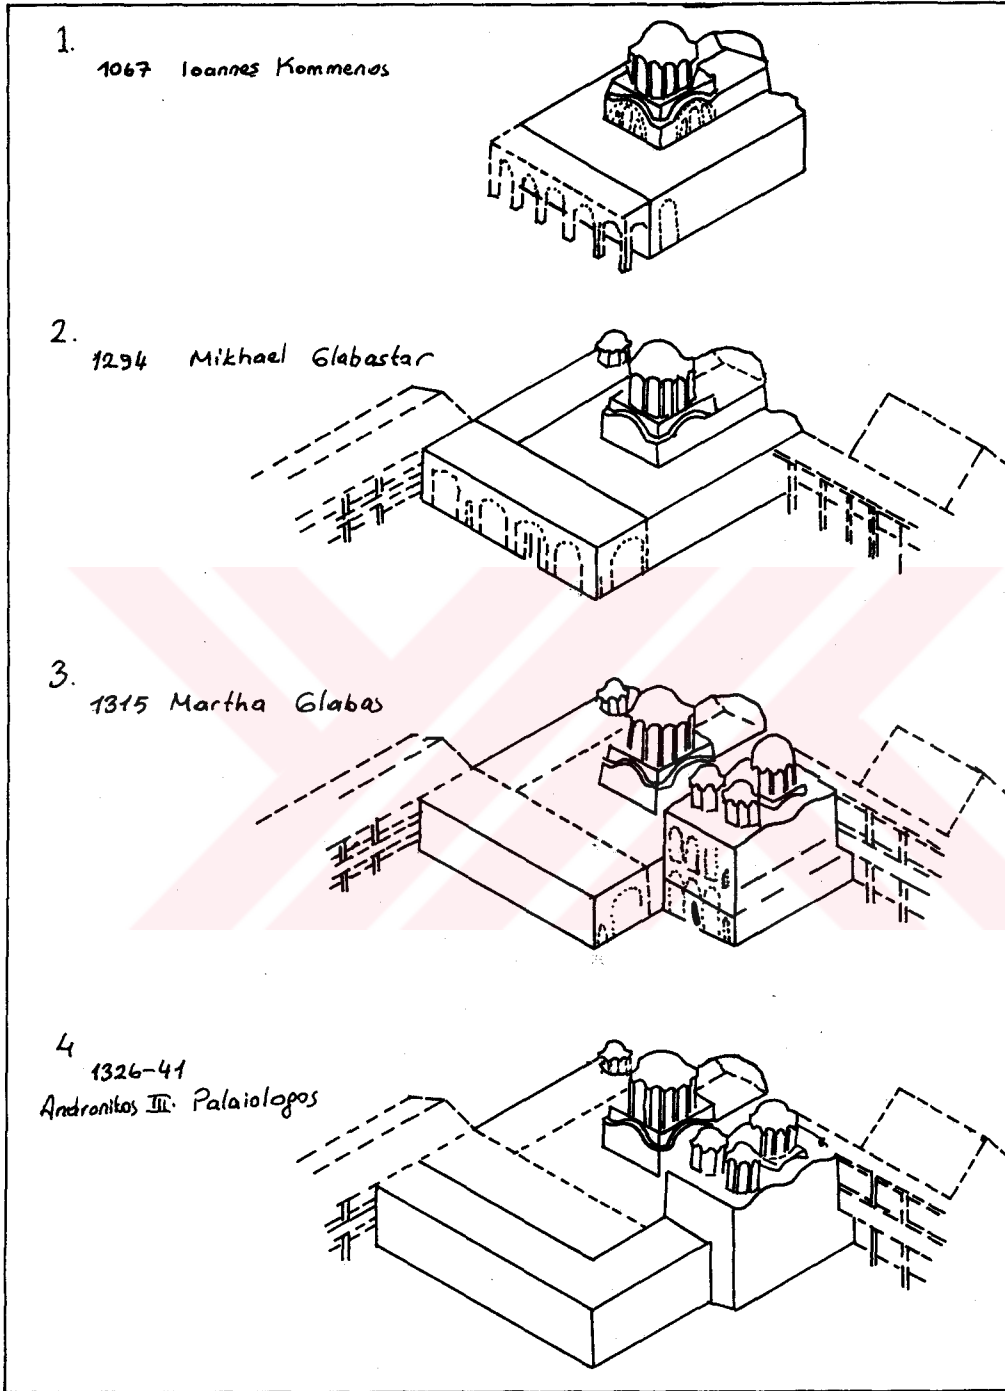 1.
1067 Ioannes Kommenos
2.
1294 Mikhael Glabastar
3.
1315 Martha Glabas
4
1326-41
Andronikos III. Palaiologos